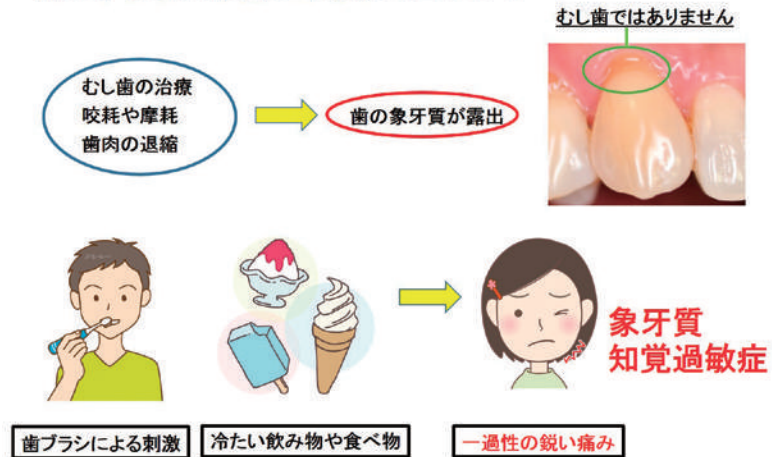 むし歯ではありません
むし歯の治療
咬耗や摩耗
歯肉の退縮
歯の象牙質が露出
象牙質
知覚過敏症
歯ブラシによる刺激
冷たい飲み物や食べ物
一過性の鋭い痛み